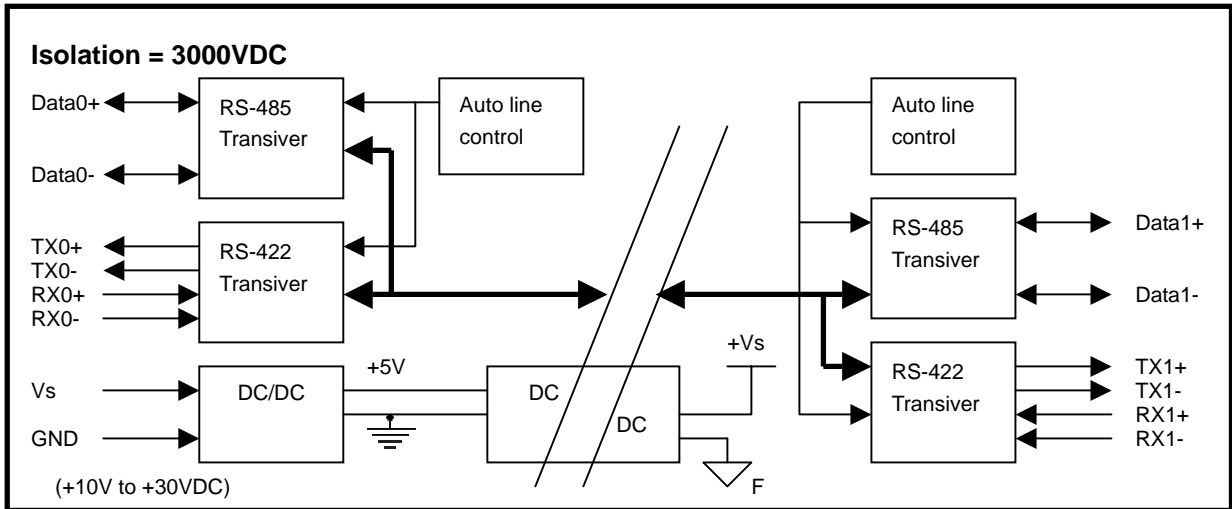 Isolation = 3000VDC
Data0+
Data0-
RS-485
Transiver
Auto line
control
TX0+
TX0-
RX0+
RX0-
RS-422
Transiver
Vs
GND
DC/DC
+5V
DC
DC
+Vs
F
(+10V to +30VDC)
Auto line
control
RS-485
Transiver
Data1+
Data1-
RS-422
Transiver
TX1+
TX1-
RX1+
RX1-